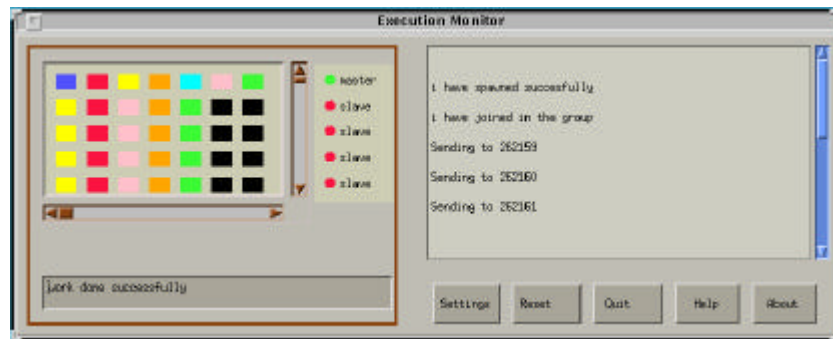 Execution Monitor
master
slave
slave
slave
slave
work done successfully
i have spawned successfully
i have joined in the group
Sending to 262159
Sending to 262160
Sending to 262161
Settings
Reset
Quit
Help
About